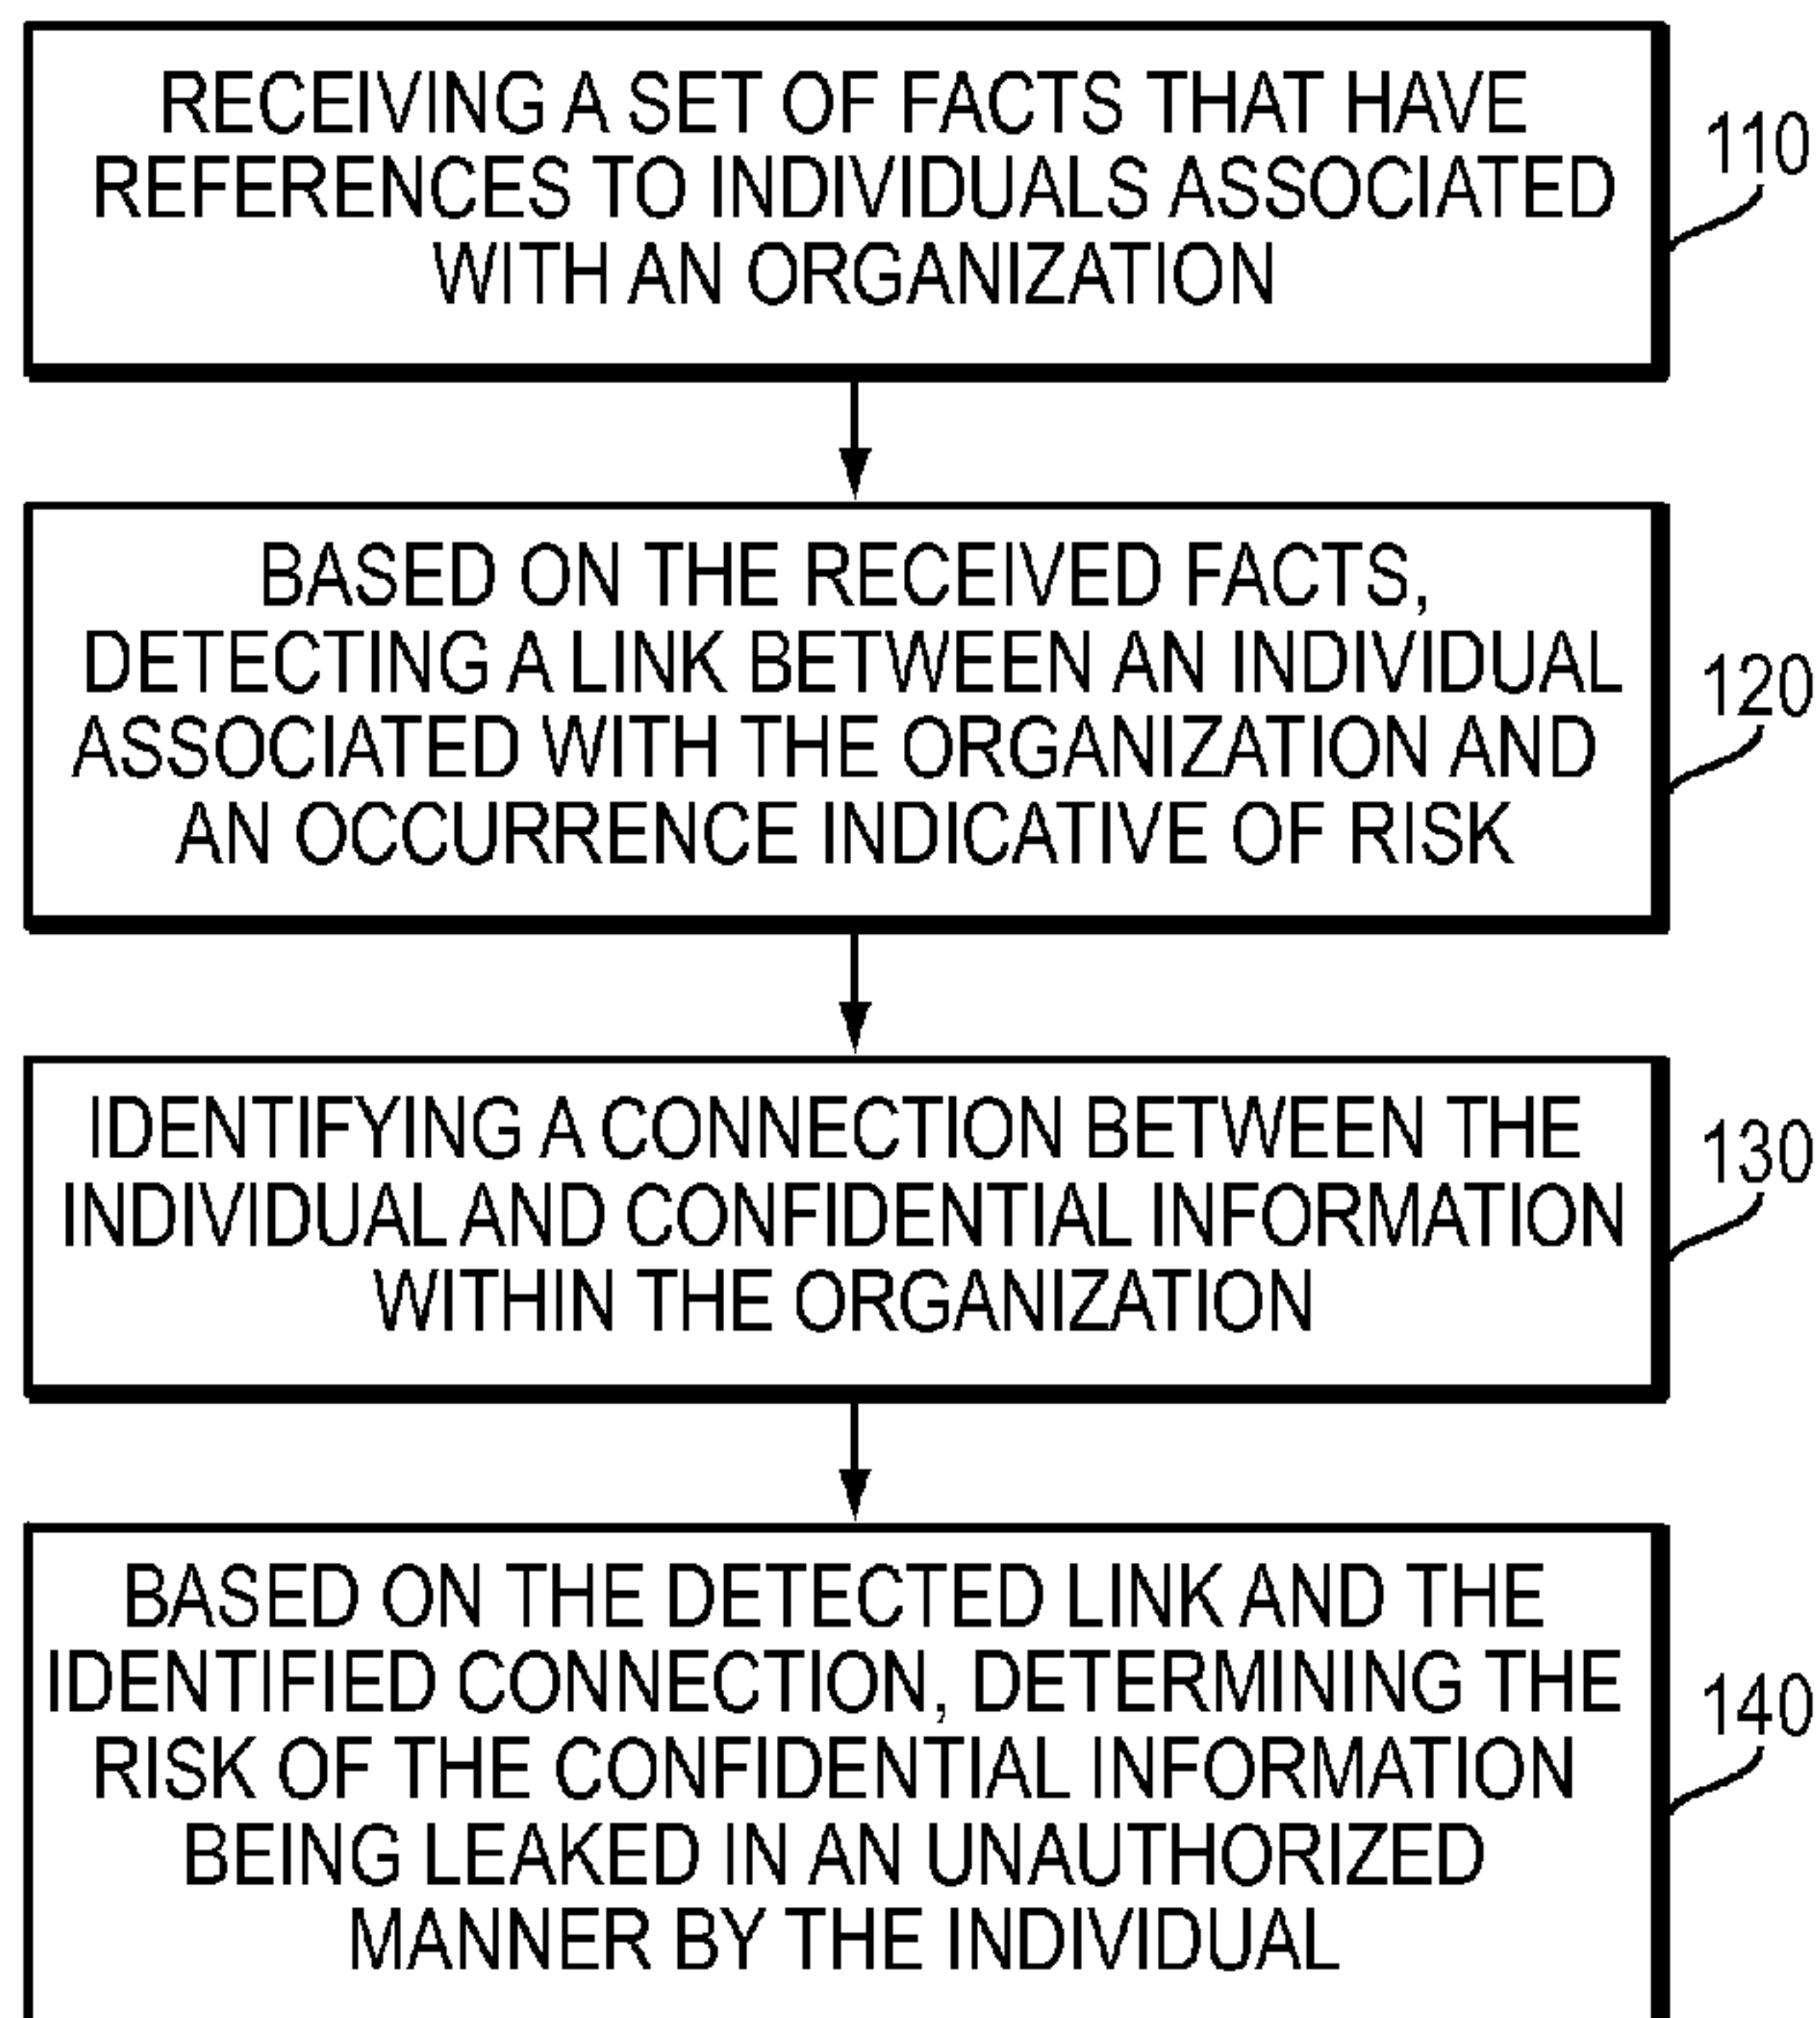 RECEIVING A SET OF FACTS THAT HAVE
REFERENCES TO INDIVIDUALS ASSOCIATED
WITH AN ORGANIZATION
110
BASED ON THE RECEIVED FACTS,
DETECTING A LINK BETWEEN AN INDIVIDUAL
ASSOCIATED WITH THE ORGANIZATION AND
AN OCCURRENCE INDICATIVE OF RISK
120
IDENTIFYING A CONNECTION BETWEEN THE
INDIVIDUAL AND CONFIDENTIAL INFORMATION
WITHIN THE ORGANIZATION
130
BASED ON THE DETECTED LINK AND THE
IDENTIFIED CONNECTION, DETERMINING THE
RISK OF THE CONFIDENTIAL INFORMATION
BEING LEAKED IN AN UNAUTHORIZED
MANNER BY THE INDIVIDUAL
140